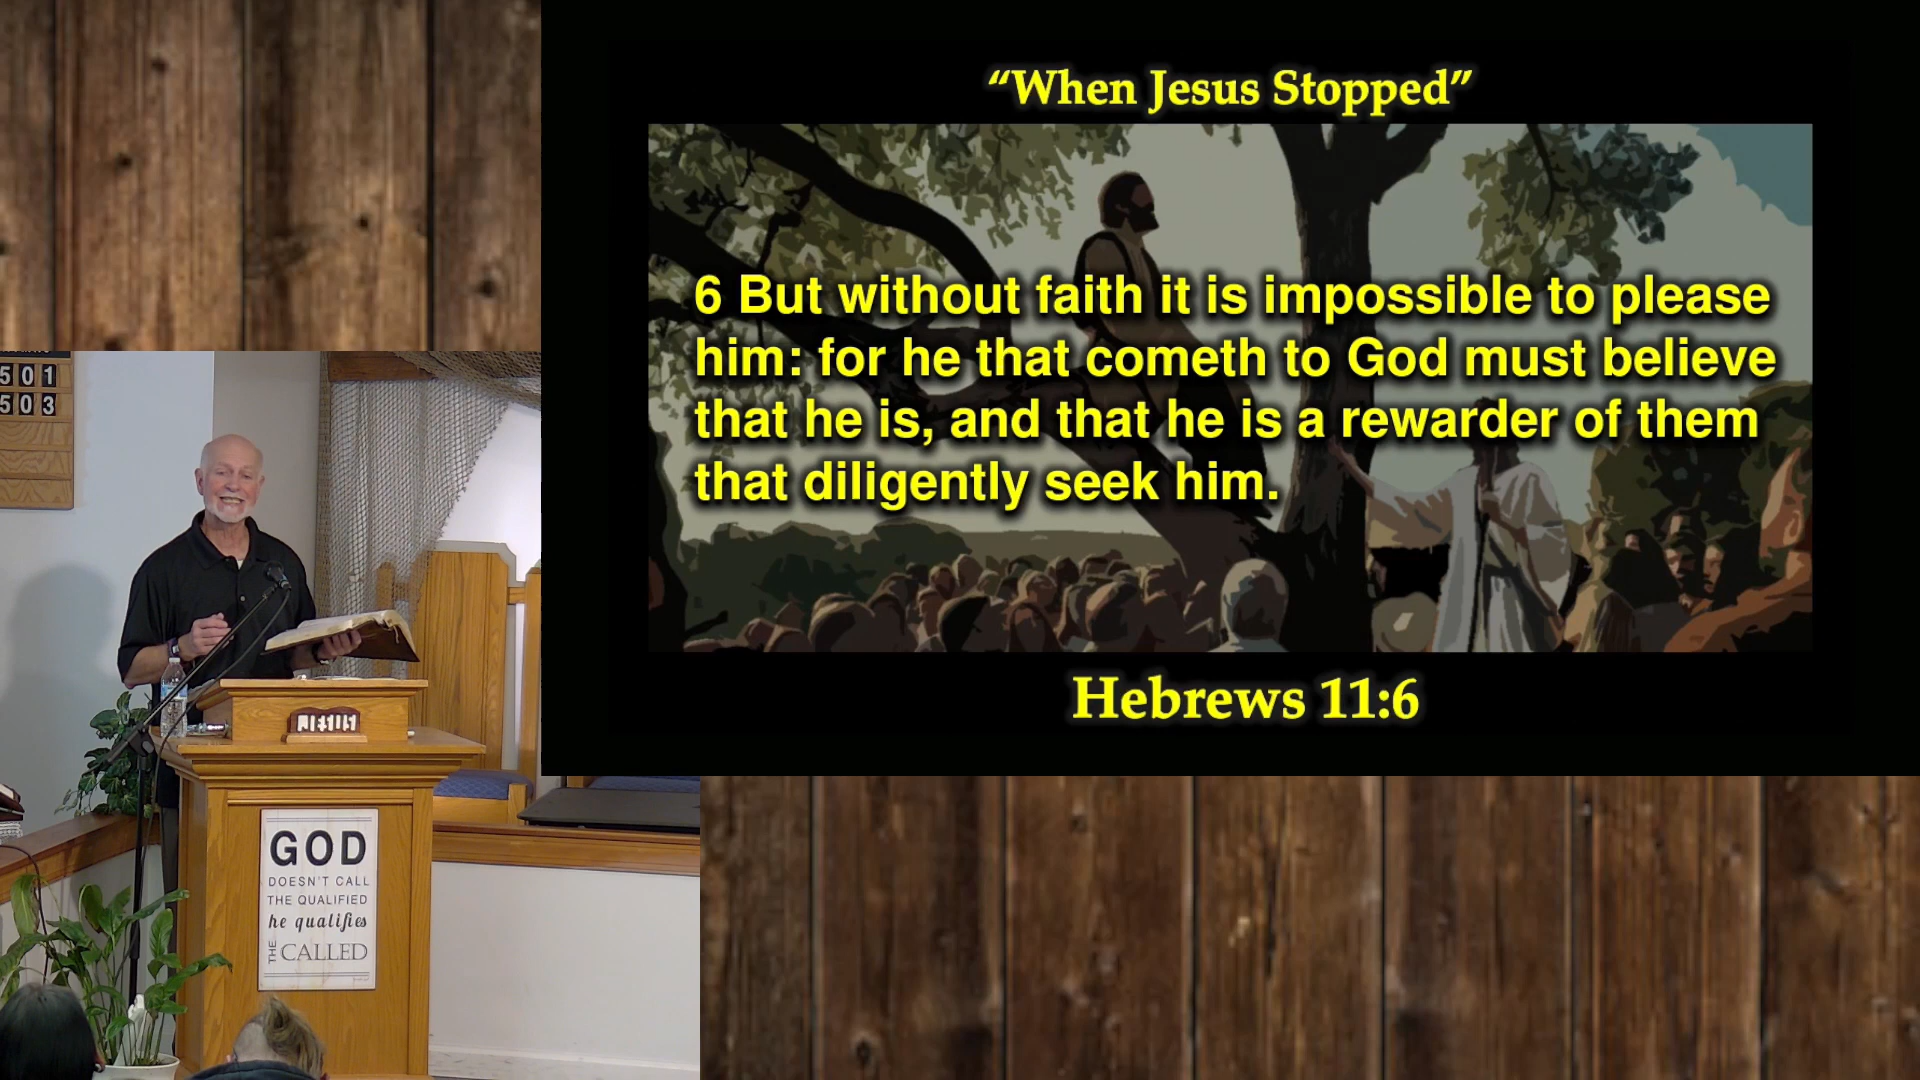 “When Jesus Stopped”
6 But without faith it is impossible to please
him: for he that cometh to God must believe
that he is, and that he is a rewarder of them
that diligently seek him.
Hebrews 11:6
501
503
GOD
DOESN'T CALL
THE QUALIFIED
he qualifies
THE CALLED